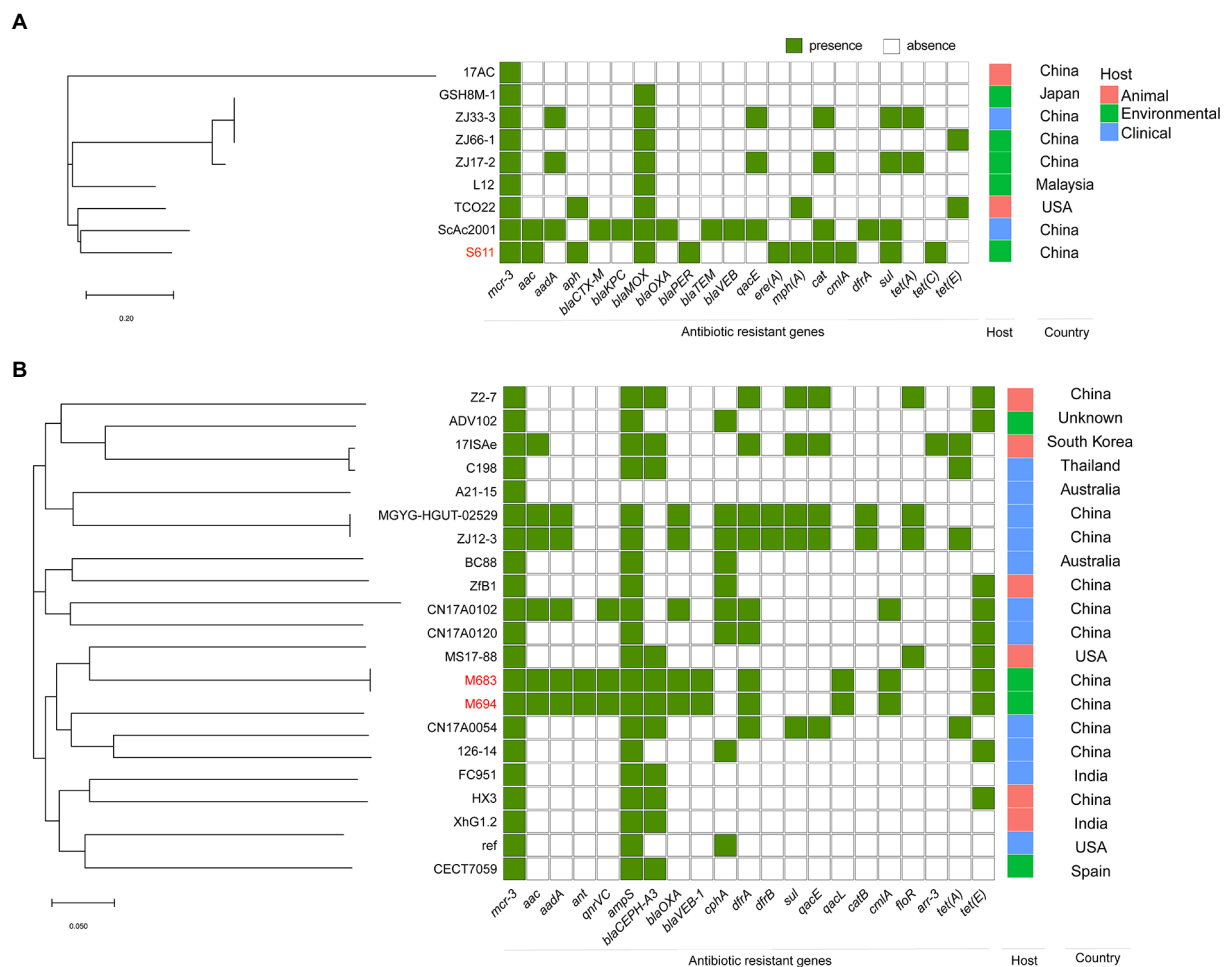 A
presence absence
17AC China
GSH8M-1 Japan
ZJ33-3 China
ZJ66-1 China
ZJ17-2 China
L12 Malaysia
TCO22 USA
ScAc2001 China
S611 China
Host
Animal
Environmental
Clinical
mcr-3 aac aadA aph blaCTX-M blaKPC blaMOX blaOXA blaPER blaTEM blaVEB qacE ere(A) mph(A) cat cmlA dfrA sul tet(A) tet(C) tet(E)
0.20
Antibiotic resistant genes Host Country
B
Z2-7 China
ADV102 Unknown
17ISAe South Korea
C198 Thailand
A21-15 Australia
MGYG-HGUT-02529 China
ZJ12-3 China
BC88 Australia
ZfB1 China
CN17A0102 China
CN17A0120 China
MS17-88 USA
M683 China
M694 China
CN17A0054 China
126-14 China
FC951 India
HX3 China
XhG1.2 India
ref USA
CECT7059 Spain
mcr-3 aac aadA ant qnrVC ampS blaCEPH-A3 blaOXA blaVEB-1 cphA dfrA dfrB sul qacE qacL catB cmlA floR arr-3 tet(A) tet(E)
0.050
Antibiotic resistant genes Host Country